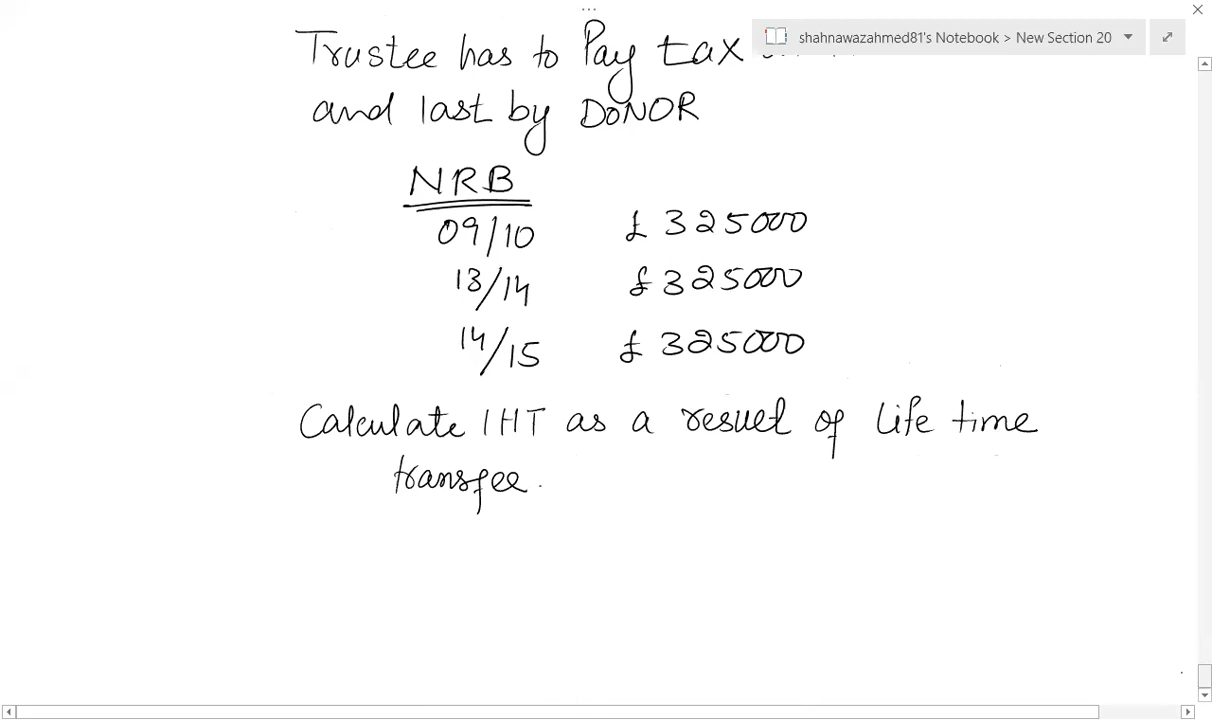 shahnawazahmed81's Notebook > New Section 20
Trustee has to Pay tax
and last by DONOR
NRB
09/10 £ 325000
13/14 £ 325000
14/15 £ 325000
Calculate IHT as a result of Life time
transfer.